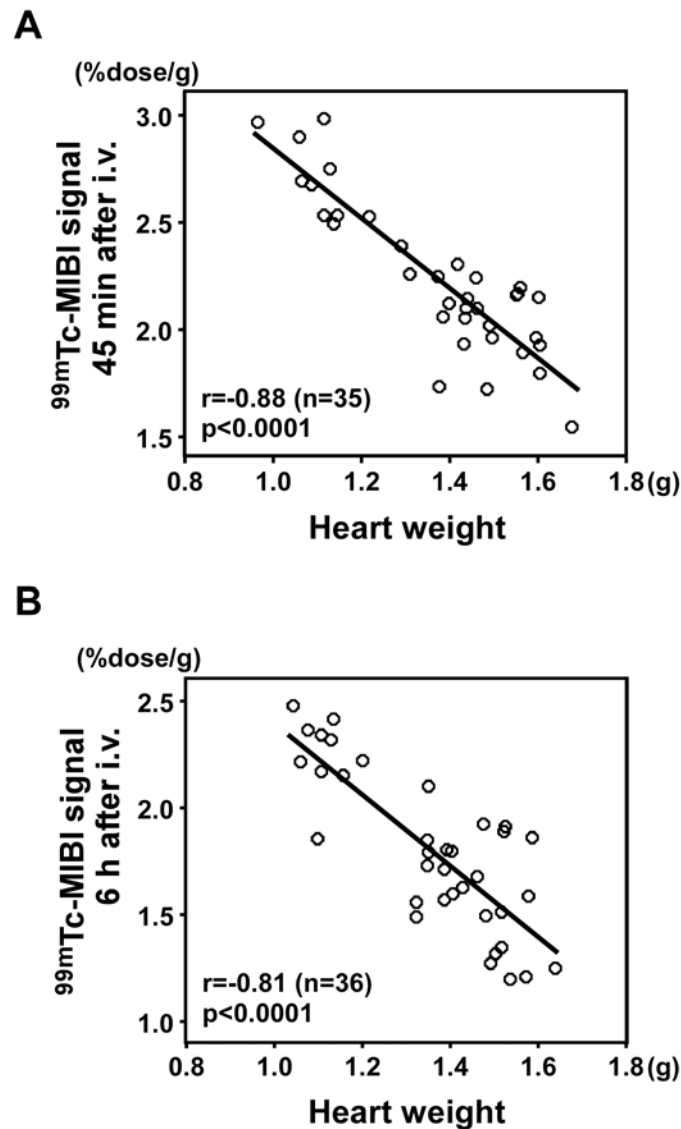 A
(%dose/g)
99mTc-MIBI signal
45 min after i.v.
3.0
2.5
2.0
1.5
r=-0.88 (n=35)
p<0.0001
0.8 1.0 1.2 1.4 1.6 1.8 (g)
Heart weight
B
(%dose/g)
99mTc-MIBI signal
6 h after i.v.
2.5
2.0
1.5
1.0
r=-0.81 (n=36)
p<0.0001
0.8 1.0 1.2 1.4 1.6 1.8 (g)
Heart weight